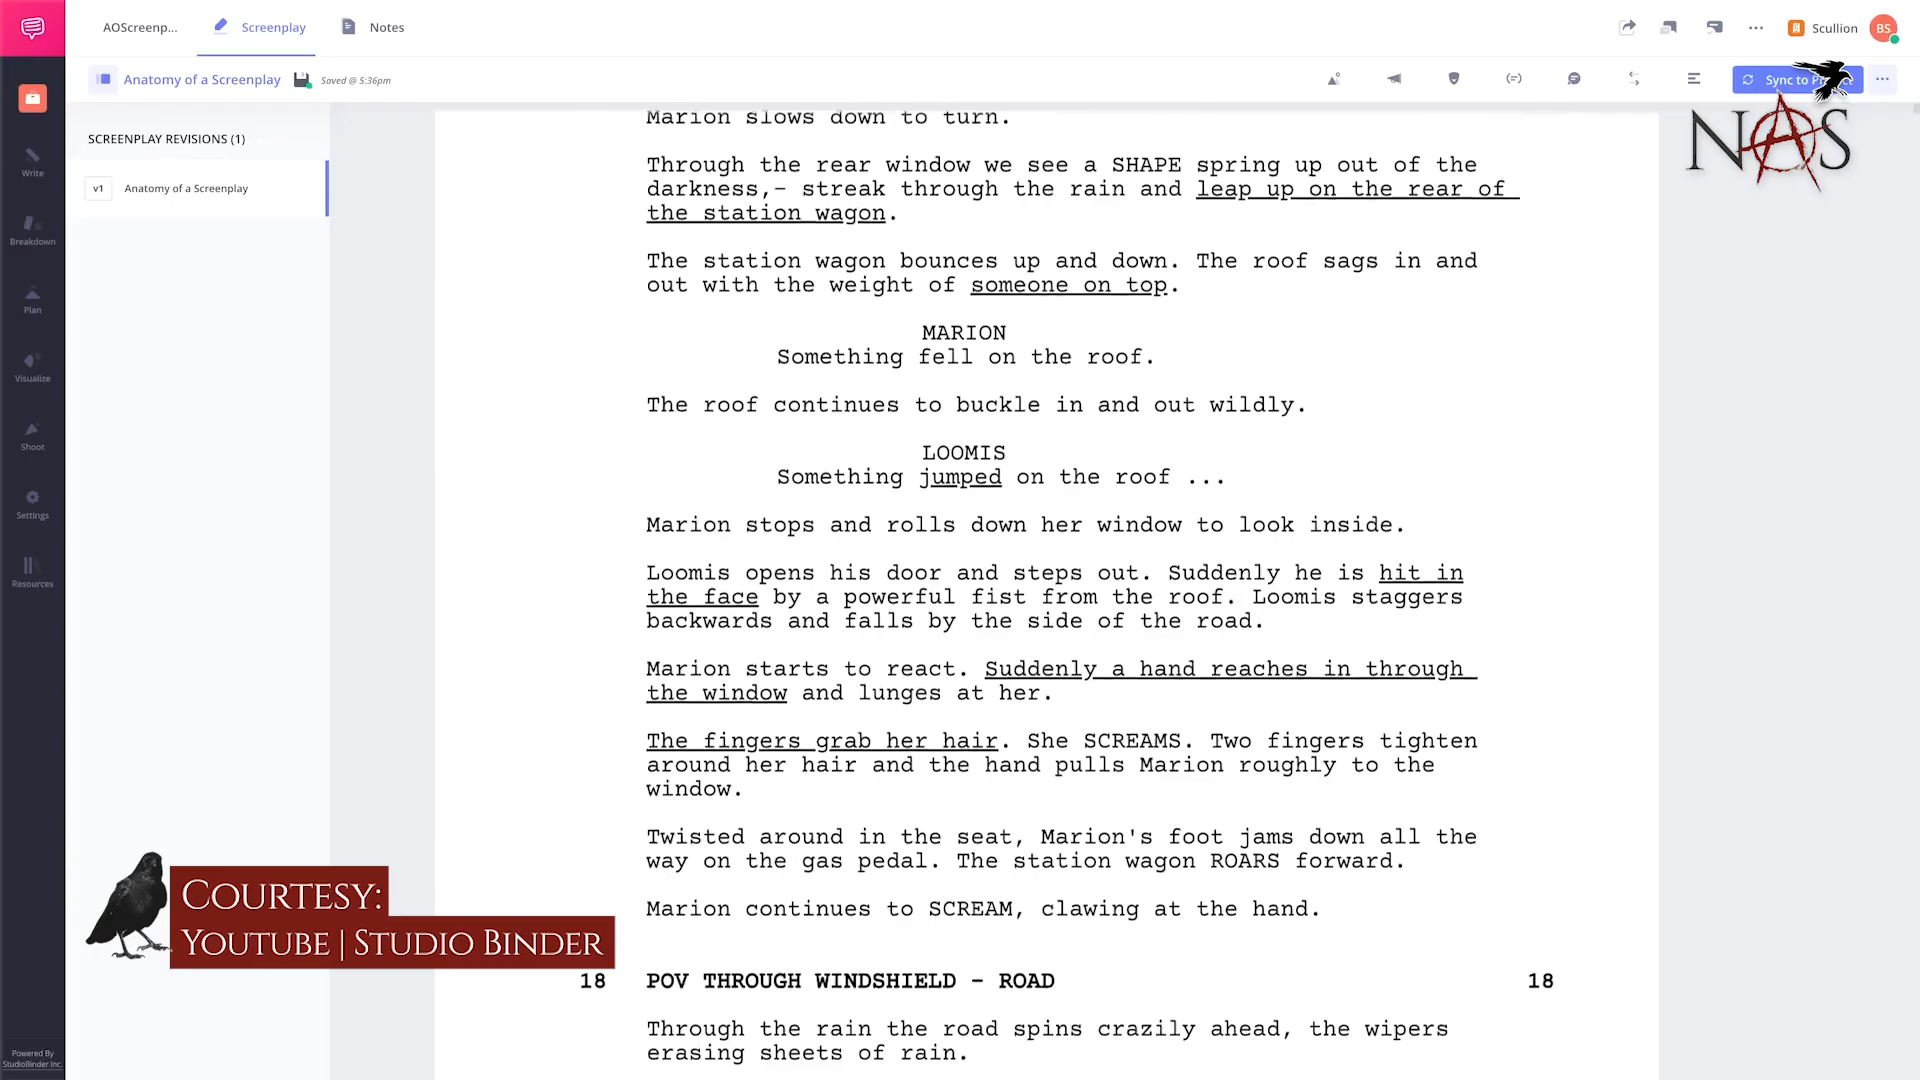 AOScreenp...
Screenplay
Notes
Scullion
BS
Anatomy of a Screenplay
Saved @ 5:36pm
Sync to P
NAS
SCREENPLAY REVISIONS (1)
v1
Anatomy of a Screenplay
Write
Breakdown
Plan
Visualize
Shoot
Settings
Resources
Powered By
StudioBinder Inc.
Marion slows down to turn.
Through the rear window we see a SHAPE spring up out of the
darkness,- streak through the rain and leap up on the rear of
the station wagon.
The station wagon bounces up and down. The roof sags in and
out with the weight of someone on top.
MARION
Something fell on the roof.
The roof continues to buckle in and out wildly.
LOOMIS
Something jumped on the roof ...
Marion stops and rolls down her window to look inside.
Loomis opens his door and steps out. Suddenly he is hit in
the face by a powerful fist from the roof. Loomis staggers
backwards and falls by the side of the road.
Marion starts to react. Suddenly a hand reaches in through
the window and lunges at her.
The fingers grab her hair. She SCREAMS. Two fingers tighten
around her hair and the hand pulls Marion roughly to the
window.
Twisted around in the seat, Marion's foot jams down all the
way on the gas pedal. The station wagon ROARS forward.
Marion continues to SCREAM, clawing at the hand.
18 POV THROUGH WINDSHIELD - ROAD 18
Through the rain the road spins crazily ahead, the wipers
erasing sheets of rain.
COURTESY:
YOUTUBE | STUDIO BINDER